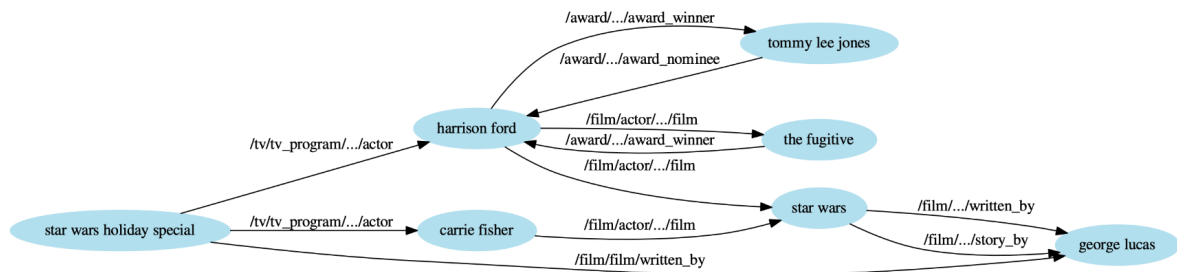 /award/.../award_winner
tommy lee jones
/award/.../award_nominee
harrison ford
/film/actor/.../film
the fugitive
/award/.../award_winner
/tv/tv_program/.../actor
/film/actor/.../film
star wars
/film/.../written_by
star wars holiday special
/tv/tv_program/.../actor
carrie fisher
/film/actor/.../film
/film/.../story_by
george lucas
/film/film/written_by